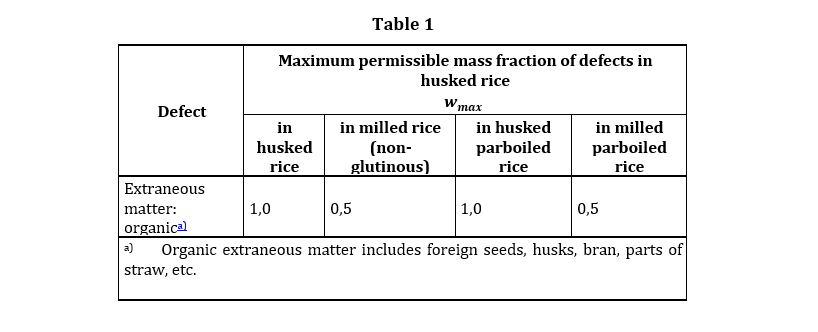 Table 1
Defect
Maximum permissible mass fraction of defects in
husked rice
wmax
in
husked
rice
in milled rice
(non-
glutinous)
in husked
parboiled
rice
in milled
parboiled
rice
Extraneous
matter:
organica)
1,0
0,5
1,0
0,5
a) Organic extraneous matter includes foreign seeds, husks, bran, parts of
straw, etc.